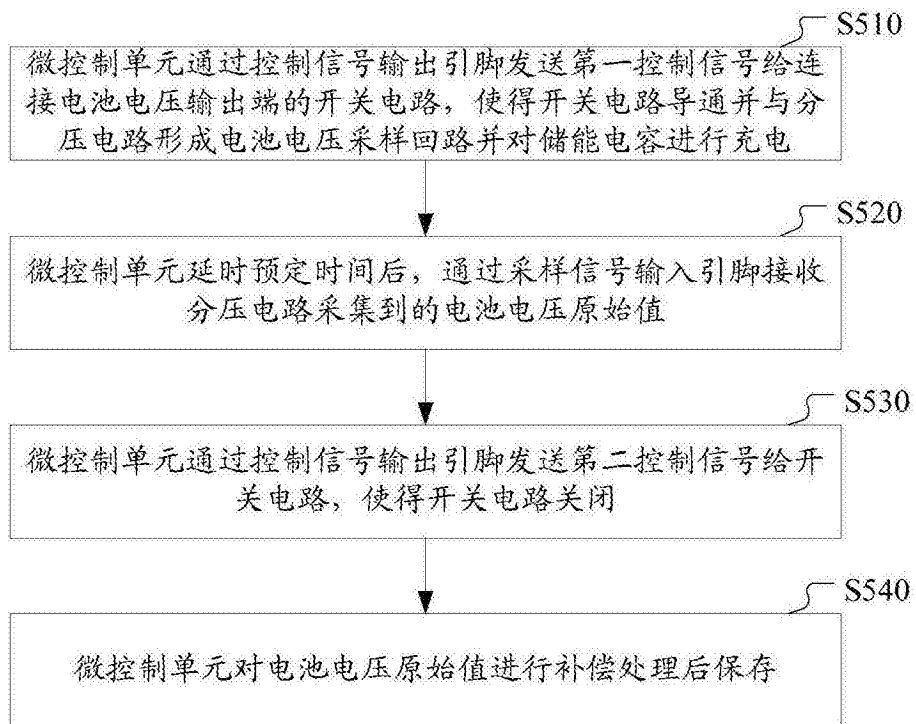 S510
微控制单元通过控制信号输出引脚发送第一控制信号给连
接电池电压输出端的开关电路，使得开关电路导通并与分
压电路形成电池电压采样回路并对储能电容进行充电
S520
微控制单元延时预定时间后，通过采样信号输入引脚接收
分压电路采集到的电池电压原始值
S530
微控制单元通过控制信号输出引脚发送第二控制信号给开
关电路，使得开关电路关闭
S540
微控制单元对电池电压原始值进行补偿处理后保存